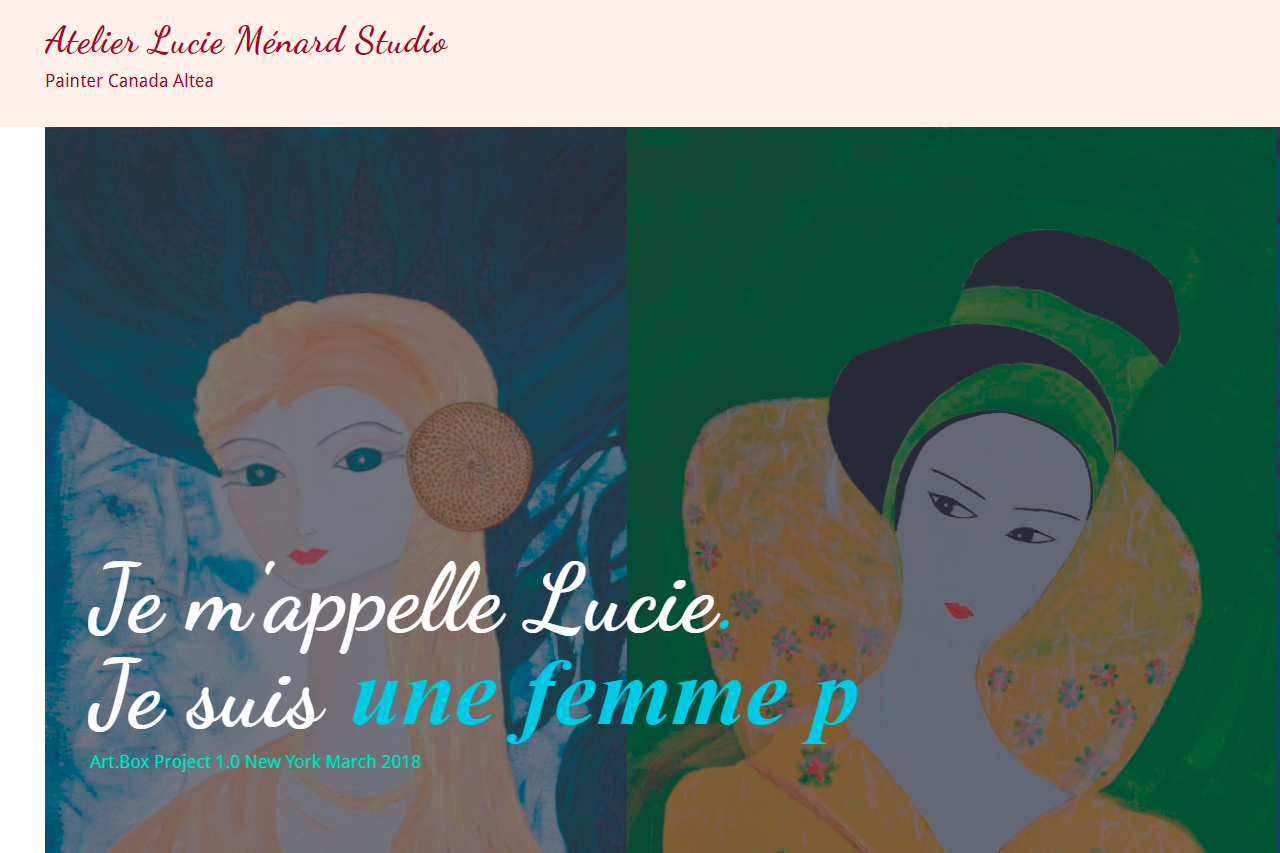 Atelier Lucie Ménard Studio
Painter Canada Altea
Je m'appelle Lucie.
Je suis une femme p
Art.Box Project 1.0 New York March 2018